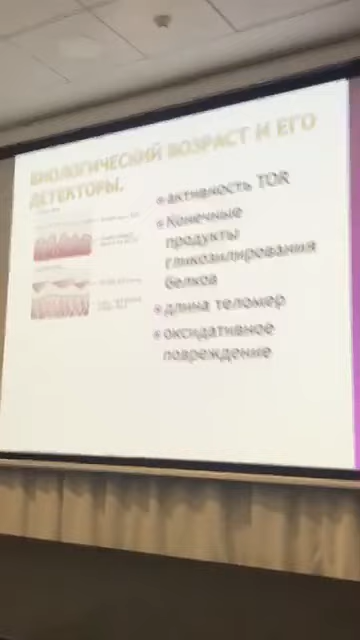 БИОЛОГИЧЕСКИЙ ВОЗРАСТ И ЕГО
ДЕТЕКТОРЫ.
активность TOR
Конечные
продукты
гликозилирования
белков
длина теломер
оксидативное
повреждение